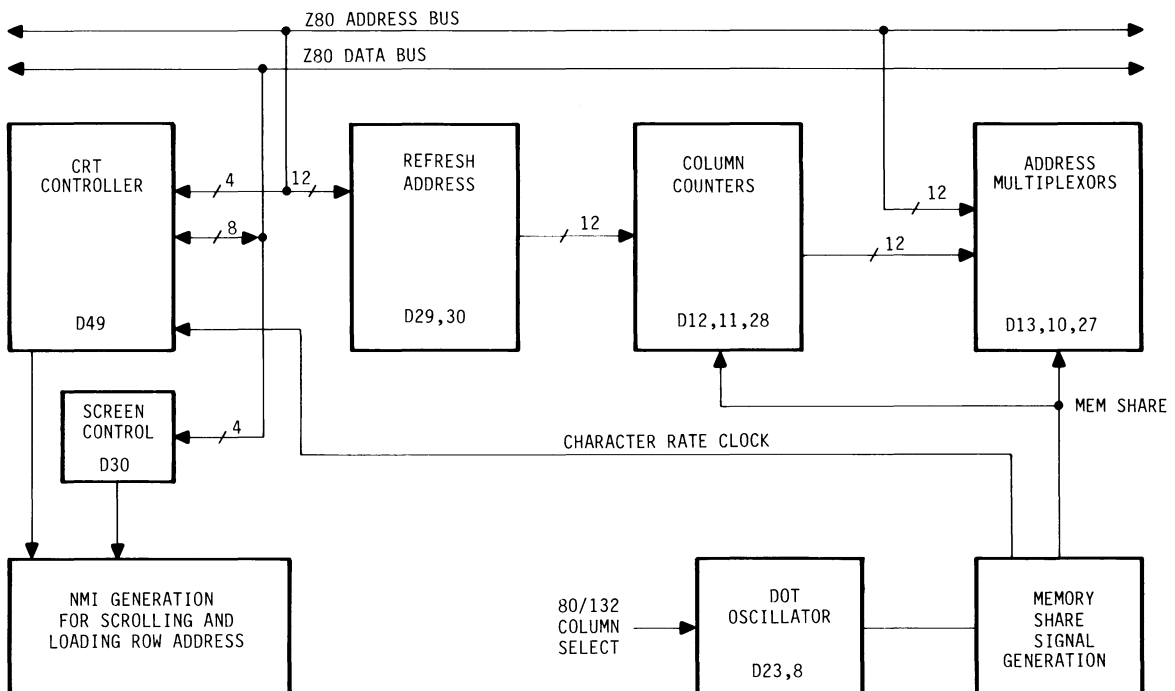 Z80 ADDRESS BUS
Z80 DATA BUS
CRT
CONTROLLER
D49
4
12
8
REFRESH
ADDRESS
D29,30
12
COLUMN
COUNTERS
D12,11,28
12
12
ADDRESS
MULTIPLEXORS
D13,10,27
MEM SHARE
SCREEN
CONTROL
D30
4
CHARACTER RATE CLOCK
NMI GENERATION
FOR SCROLLING AND
LOADING ROW ADDRESS
80/132
COLUMN
SELECT
DOT
OSCILLATOR
D23,8
MEMORY
SHARE
SIGNAL
GENERATION